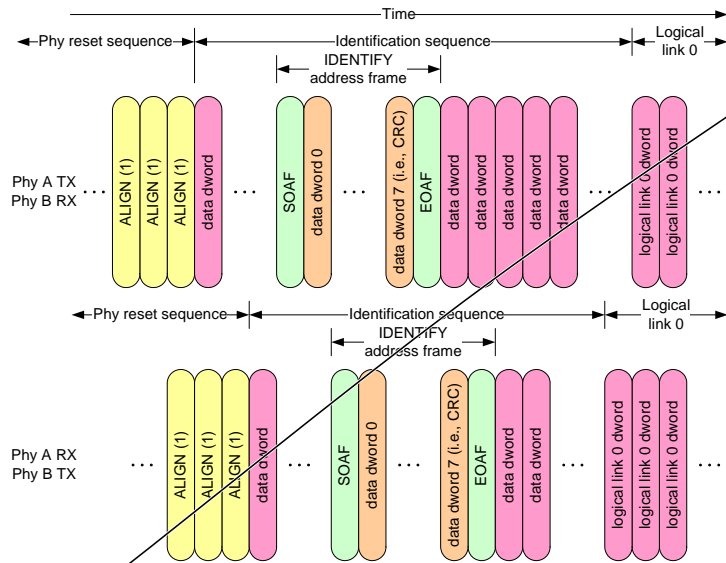 Time
Phy reset sequence
Identification sequence
Logical
link 0
IDENTIFY
address frame
Phy A TX
Phy B RX
...
ALIGN (1)
ALIGN (1)
ALIGN (1)
data dword
...
SOAF
data dword 0
...
data dword 7 (i.e., CRC)
EOAF
data dword
data dword
data dword
data dword
data dword
...
logical link 0 dword
logical link 0 dword
...
Phy reset sequence
Identification sequence
Logical
link 0
IDENTIFY
address frame
Phy A RX
Phy B TX
...
ALIGN (1)
ALIGN (1)
ALIGN (1)
data dword
...
SOAF
data dword 0
...
data dword 7 (i.e., CRC)
EOAF
data dword
data dword
...
logical link 0 dword
logical link 0 dword
logical link 0 dword
...